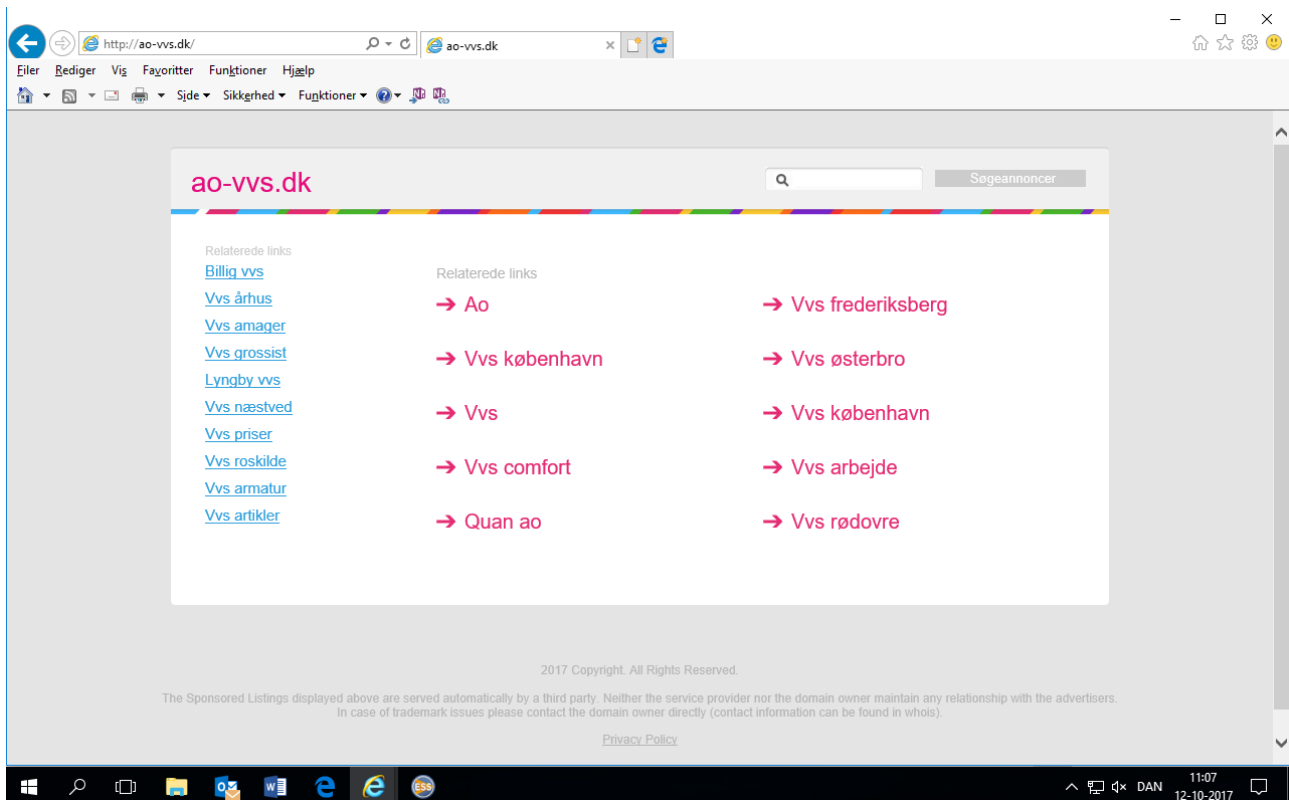 http://ao-vvs.dk/
ao-vvs.dk
Filer Rediger Vis Favoritter Funktioner Hjælp
Side Sikkerhed Funktioner
ao-vvs.dk
Søgeannoncer
Relaterede links
Billig vvs
Vvs århus
Vvs amager
Vvs grossist
Lyngby vvs
Vvs næstved
Vvs priser
Vvs roskilde
Vvs armatur
Vvs artikler
Relaterede links
Ao
Vvs frederiksberg
Vvs københavn
Vvs østerbro
Vvs
Vvs københavn
Vvs comfort
Vvs arbejde
Quan ao
Vvs rødovre
2017 Copyright. All Rights Reserved.
The Sponsored Listings displayed above are served automatically by a third party. Neither the service provider nor the domain owner maintain any relationship with the advertisers.
In case of trademark issues please contact the domain owner directly (contact information can be found in whois).
Privacy Policy
ESS
DAN
11:07
12-10-2017